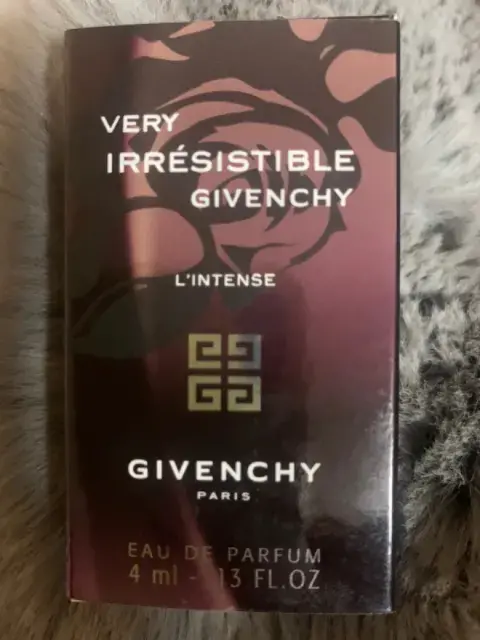 VERY
IRRÉSISTIBLE
GIVENCHY
L'INTENSE
GIVENCHY
PARIS
EAU DE PARFUM
4 ml - 13 FL.OZ